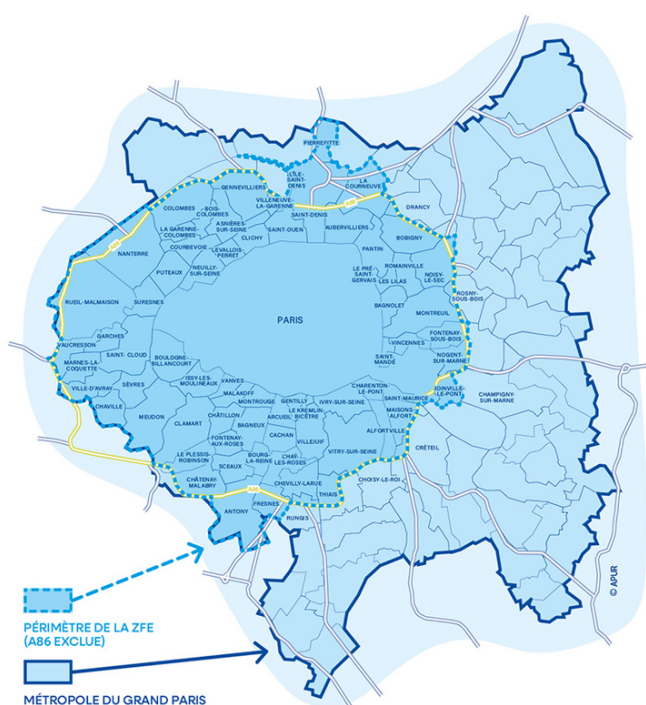 PIERREFITTE
L'ÎLE-
SAINT-
DENIS
LA
COURNEUVE
GENNEVILLIERS
VILLENEUVE-
LA-GARENNE
A86
DRANCY
COLOMBES
BOIS-
COLOMBES
SAINT-DENIS
ASNIÈRES-
SUR-SEINE
SAINT-OUEN
AUBERVILLIERS
LA GARENNE-
COLOMBES
CLICHY
BOBIGNY
A86
COURBEVOIE
LEVALLOIS-
PERRET
PANTIN
NANTERRE
NEUILLY-
SUR-SEINE
PUTEAUX
LE PRÉ-
SAINT-
GERVAIS
ROMAINVILLE
LES LILAS
NOISY-
LE-SEC
ROSNY-
SOUS-BOIS
RUEIL-MALMAISON
SURESNES
BAGNOLET
MONTREUIL
PARIS
GARCHES
VAUCRESSON
SAINT- CLOUD
BOULOGNE-
BILLANCOURT
MARNES-LA-
COQUETTE
VINCENNES
FONTENAY-
SOUS-BOIS
SAINT-
MANDÉ
NOGENT-
SUR-MARNE
VILLE-D'AVRAY
SÈVRES
ISSY-LES-
MOULINEAUX
VANVES
MALAKOFF
MONTROUGE
GENTILLY
CHARENTON-
LE-PONT
SAINT-MAURICE
JOINVILLE-
LE-PONT
CHAMPIGNY-
SUR-MARNE
CHAVILLE
MEUDON
CLAMART
CHÂTILLON
ARCUEIL
LE KREMLIN-
BICÊTRE
IVRY-SUR-SEINE
MAISONS-
ALFORT
BAGNEUX
ALFORTVILLE
FONTENAY-
AUX-ROSES
CACHAN
VILLEJUIF
CRÉTEIL
LE PLESSIS-
ROBINSON
BOURG-
LA-REINE
L'HAŸ-
LES-ROSES
VITRY-SUR-SEINE
SCEAUX
CHÂTENAY-
MALABRY
CHEVILLY-LARUE
CHOISY-LE-ROI
A86
THIAIS
FRESNES
ANTONY
RUNGIS
PÉRIMÈTRE DE LA ZFE
(A86 EXCLUE)
MÉTROPOLE DU GRAND PARIS
© APUR